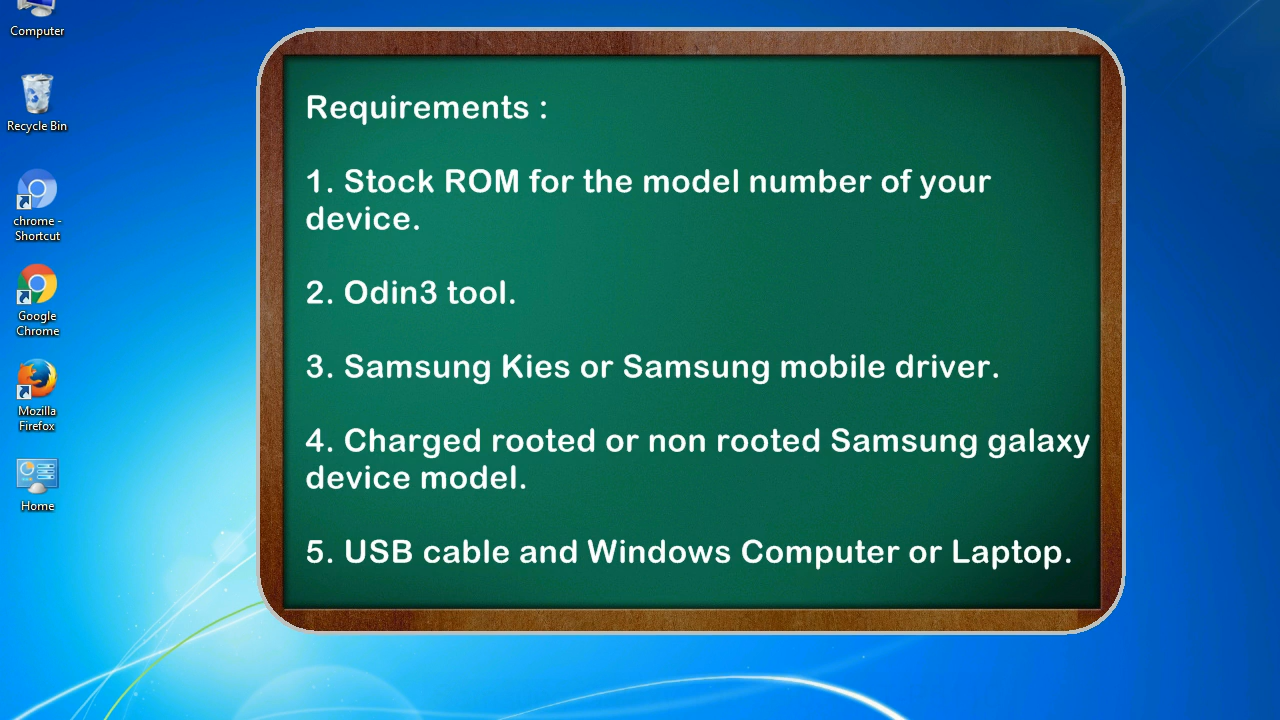 Computer
Recycle Bin
chrome -
Shortcut
Google
Chrome
Mozilla
Firefox
Home
Requirements :
1. Stock ROM for the model number of your
device.
2. Odin3 tool.
3. Samsung Kies or Samsung mobile driver.
4. Charged rooted or non rooted Samsung galaxy
device model.
5. USB cable and Windows Computer or Laptop.